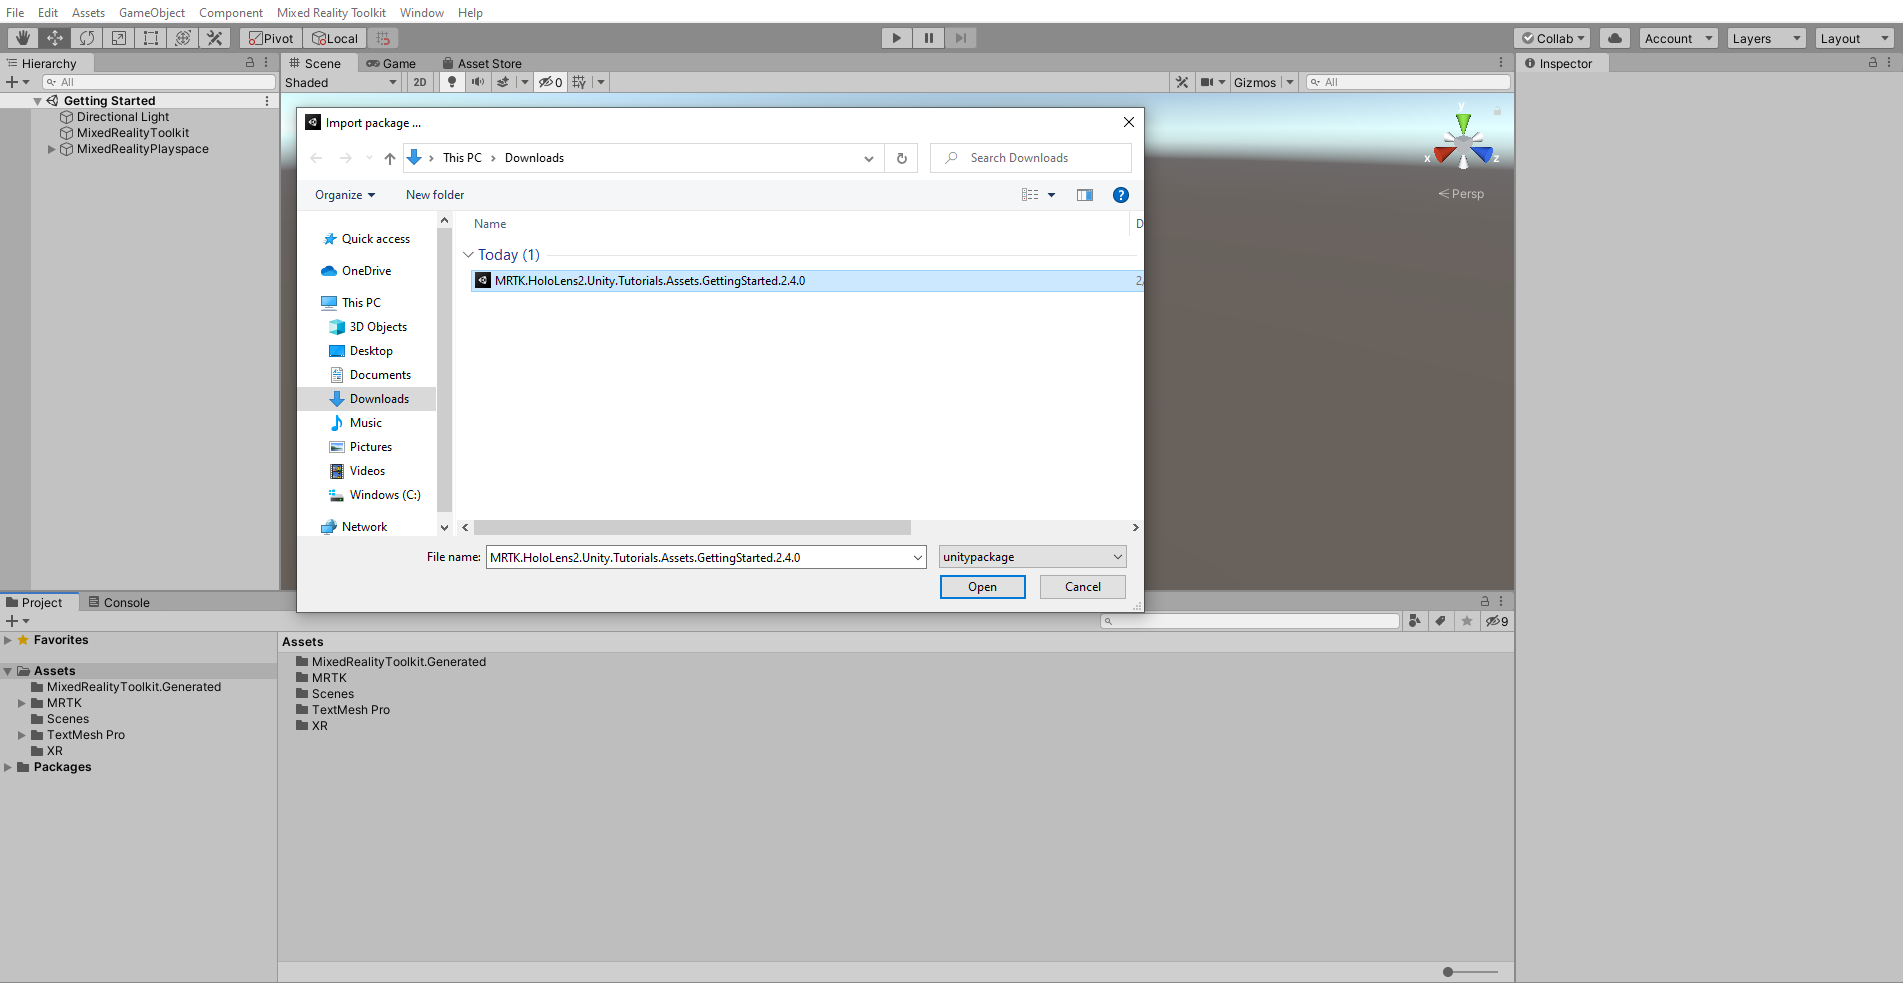 File Edit Assets GameObject Component Mixed Reality Toolkit Window Help
Pivot Local Collab Account Layers Layout
Hierarchy
All
Getting Started
Directional Light
MixedRealityToolkit
MixedRealityPlayspace
Scene Game Asset Store
Shaded 2D 0 Gizmos All
y
x z
Persp
Inspector
Import package ...
This PC Downloads Search Downloads
Organize New folder ?
Quick access
OneDrive
This PC
3D Objects
Desktop
Documents
Downloads
Music
Pictures
Videos
Windows (C:)
Network
Name D
Today (1)
MRTK.HoloLens2.Unity.Tutorials.Assets.GettingStarted.2.4.0 2/
File name: MRTK.HoloLens2.Unity.Tutorials.Assets.GettingStarted.2.4.0 unitypackage
Open Cancel
Project Console
9
Favorites
Assets
MixedRealityToolkit.Generated
MRTK
Scenes
TextMesh Pro
XR
Packages
Assets
MixedRealityToolkit.Generated
MRTK
Scenes
TextMesh Pro
XR